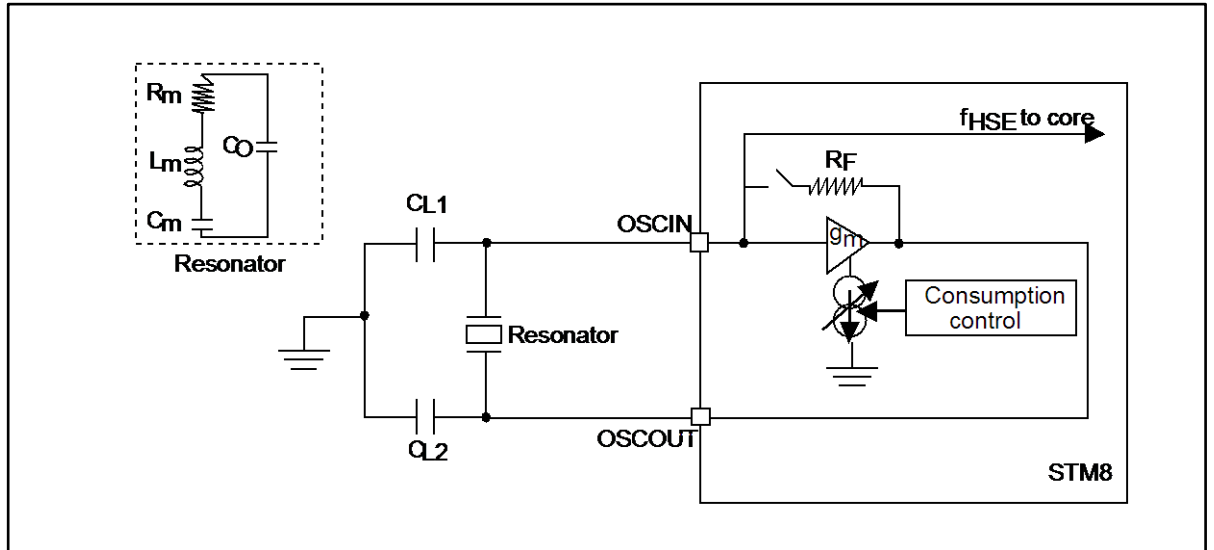 Rm
Lm
CO
Cm
Resonator
fHSE to core
RF
CL1
OSCIN
gm
Consumption
control
Resonator
CL2
OSCOUT
STM8